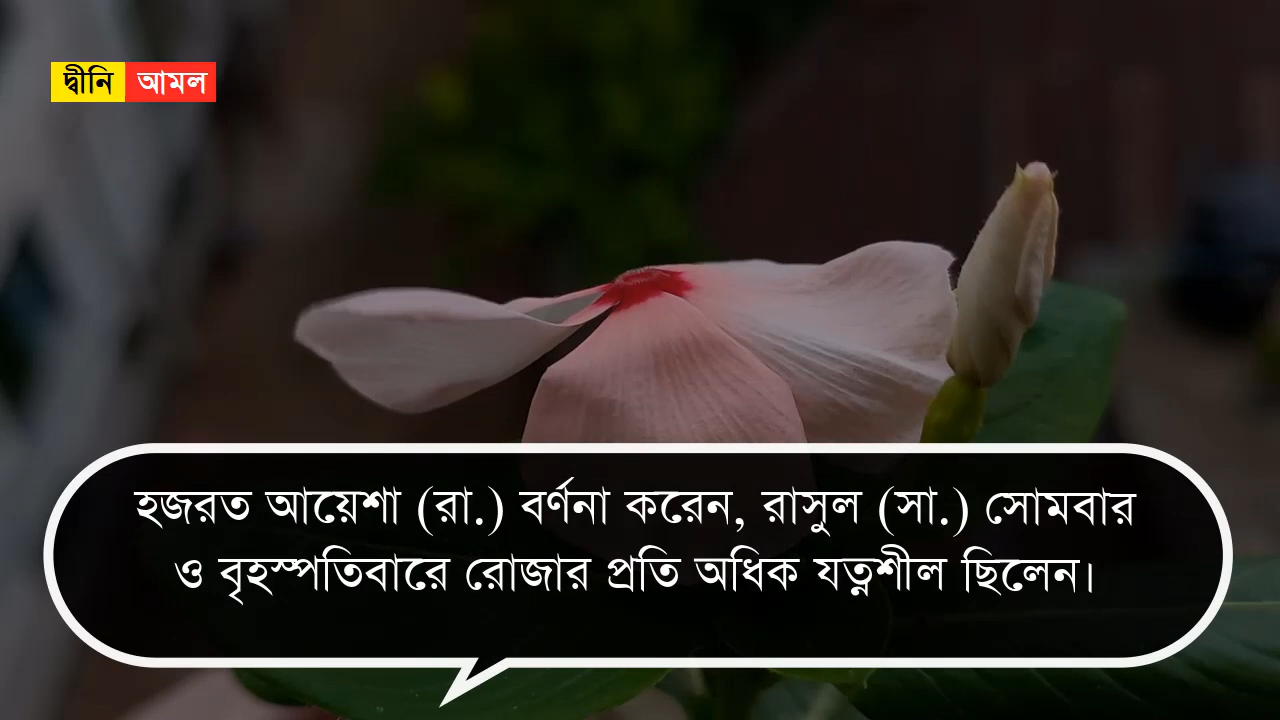 দ্বীনি আমল
হজরত আয়েশা (রা.) বর্ণনা করেন, রাসুল (সা.) সোমবার
ও বৃহস্পতিবারে রোজার প্রতি অধিক যত্নশীল ছিলেন।